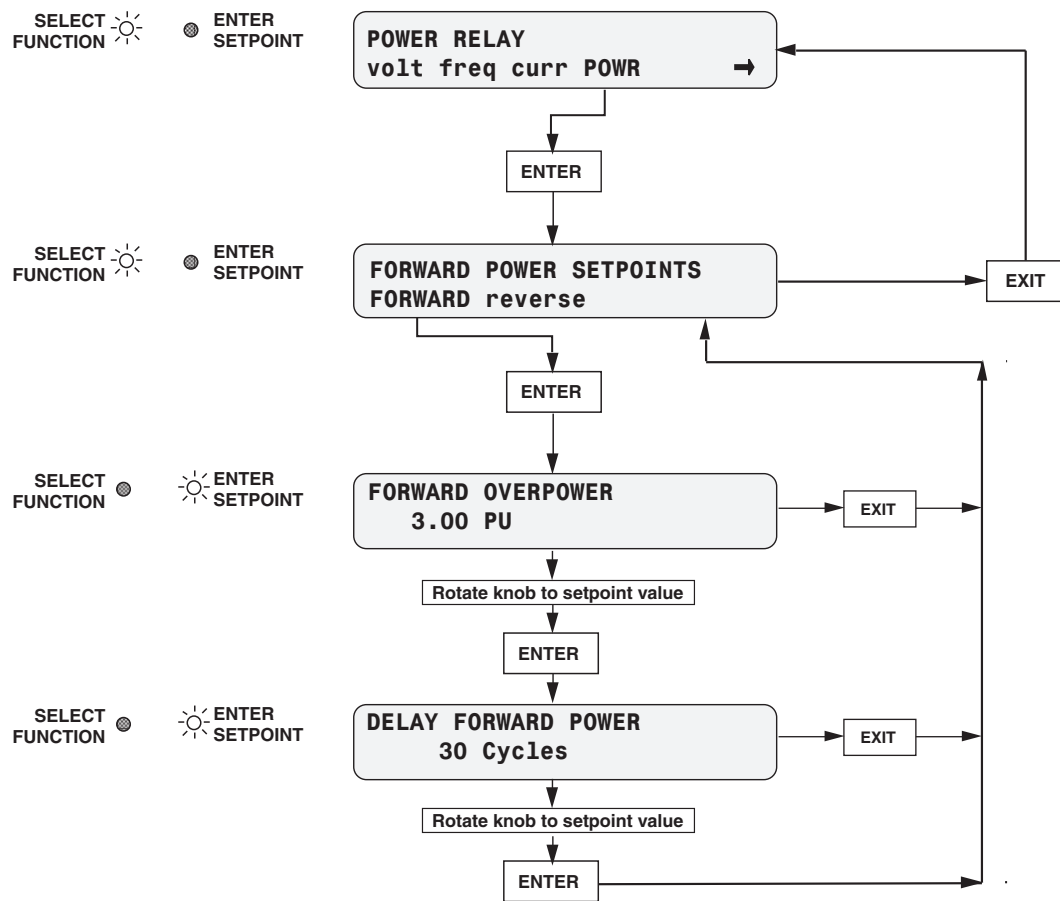 SELECT
FUNCTION
ENTER
SETPOINT
POWER RELAY
volt freq curr POWR →
ENTER
SELECT
FUNCTION
ENTER
SETPOINT
FORWARD POWER SETPOINTS
FORWARD reverse
EXIT
ENTER
SELECT
FUNCTION
ENTER
SETPOINT
FORWARD OVERPOWER
3.00 PU
EXIT
Rotate knob to setpoint value
ENTER
SELECT
FUNCTION
ENTER
SETPOINT
DELAY FORWARD POWER
30 Cycles
EXIT
Rotate knob to setpoint value
ENTER